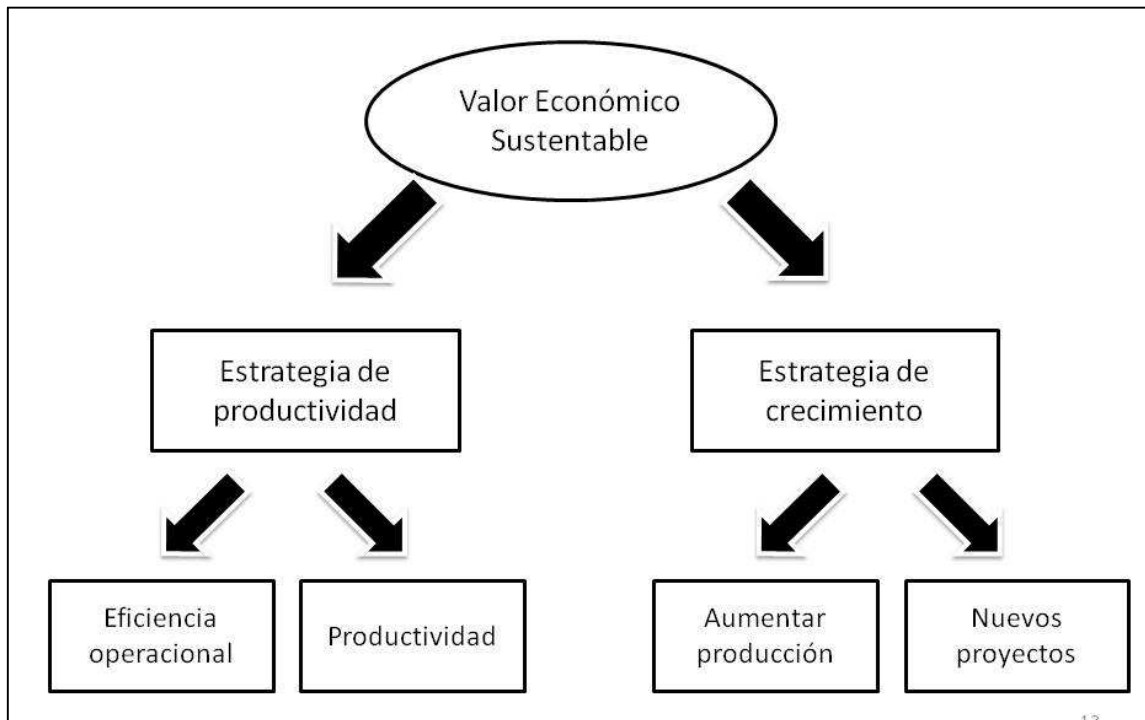 Valor Económico
Sustentable
Estrategia de
productividad
Estrategia de
crecimiento
Eficiencia
operacional
Productividad
Aumentar
producción
Nuevos
proyectos